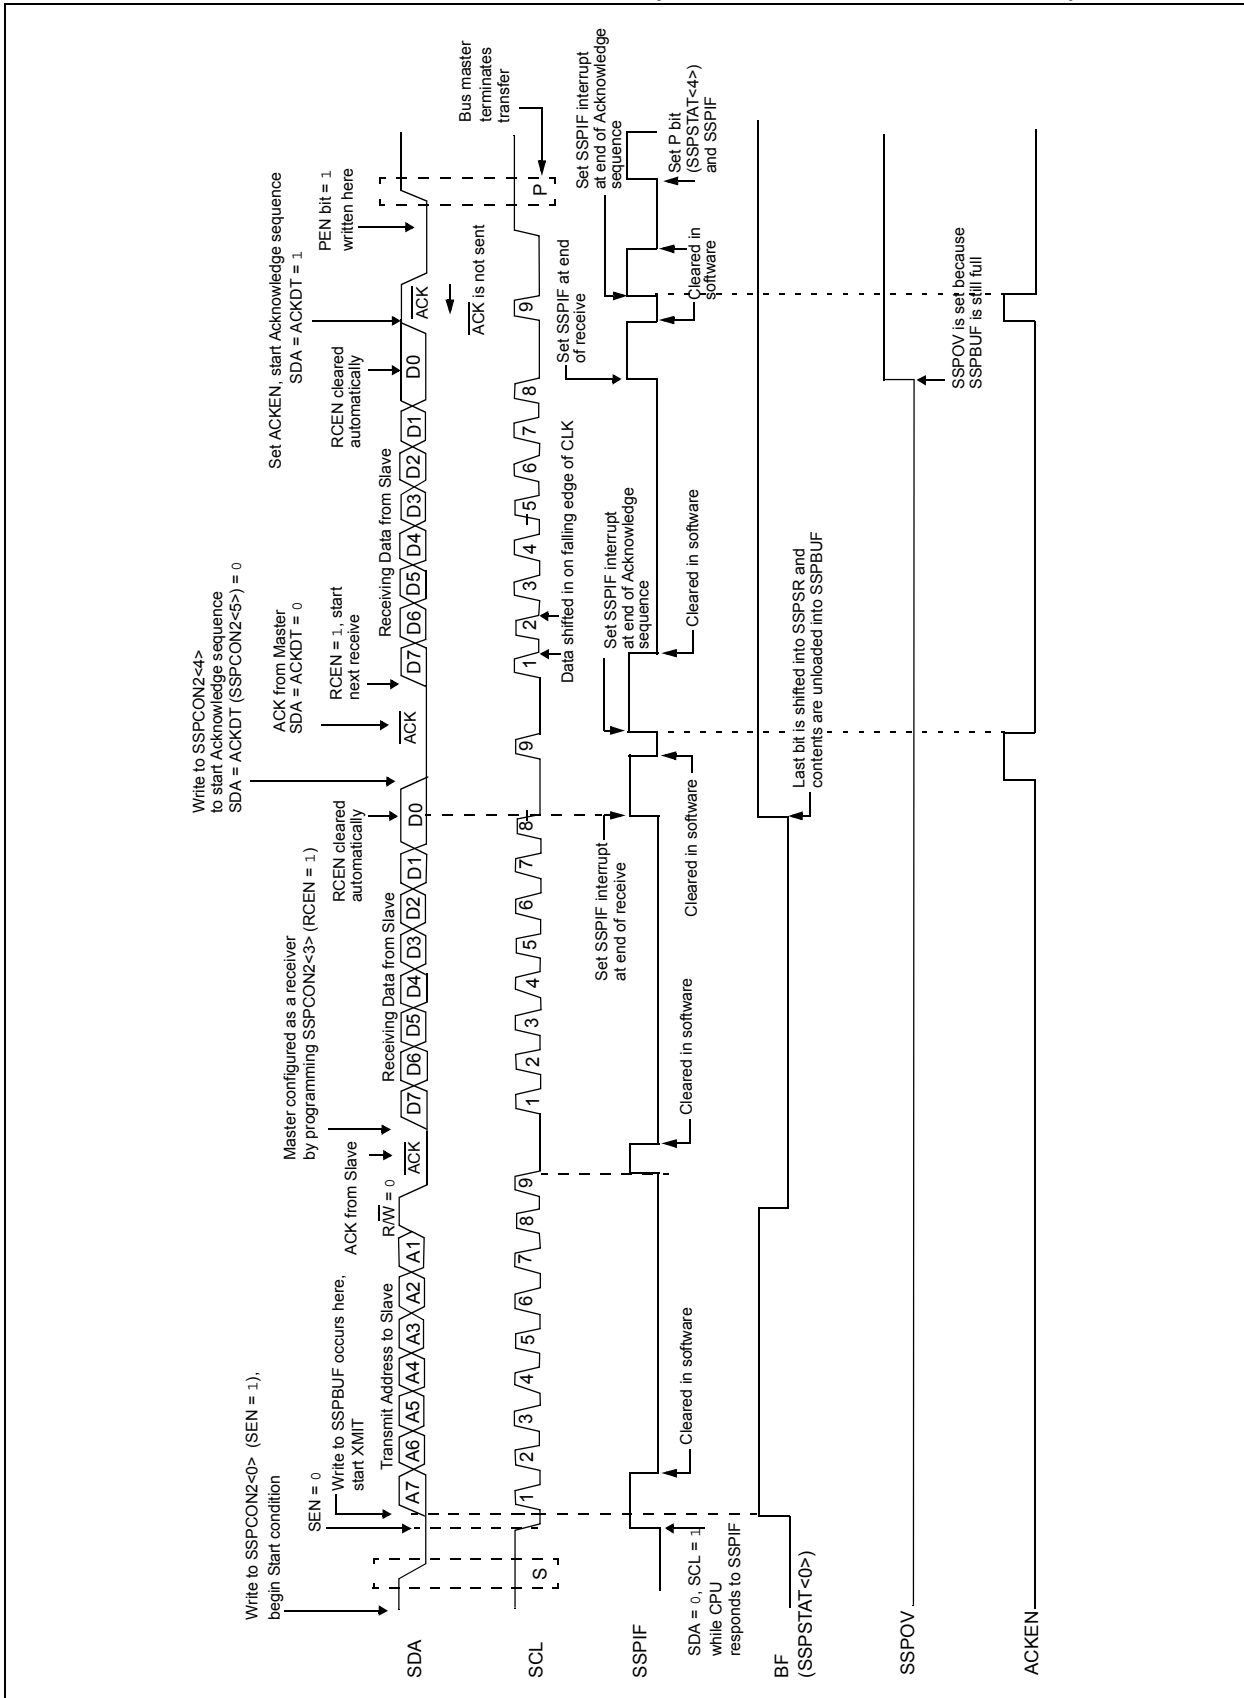 Write to SSPCON2<0> (SEN = 1),
begin Start condition
SEN = 0
Write to SSPBUF occurs here,
start XMIT
Transmit Address to Slave
R/W = 0
ACK from Slave
Master configured as a receiver
by programming SSPCON2<3> (RCEN = 1)
Receiving Data from Slave
RCEN cleared
automatically
Write to SSPCON2<4>
to start Acknowledge sequence
SDA = ACKDT (SSPCON2<5>) = 0
ACK from Master
SDA = ACKDT = 0
RCEN = 1, start
next receive
Receiving Data from Slave
RCEN cleared
automatically
Set ACKEN, start Acknowledge sequence
SDA = ACKDT = 1
PEN bit = 1
written here
SDA
A7 A6 A5 A4 A3 A2 A1 ACK D7 D6 D5 D4 D3 D2 D1 D0 ACK D7 D6 D5 D4 D3 D2 D1 D0 ACK
ACK is not sent
Bus master
terminates
transfer
SCL
S 1 2 3 4 5 6 7 8 9 1 2 3 4 5 6 7 8 9 1 2 3 4 5 6 7 8 9 P
Data shifted in on falling edge of CLK
Set SSPIF interrupt
at end of receive
Set SSPIF interrupt
at end of Acknowledge
sequence
Set SSPIF at end
of receive
Set SSPIF interrupt
at end of Acknowledge
sequence
SSPIF
SDA = 0, SCL = 1
while CPU
responds to SSPIF
Cleared in software
Cleared in software
Cleared in software
Cleared in software
Cleared in
software
Set P bit
(SSPSTAT<4>)
and SSPIF
BF
(SSPSTAT<0>)
Last bit is shifted into SSPSR and
contents are unloaded into SSPBUF
SSPOV
SSPOV is set because
SSPBUF is still full
ACKEN